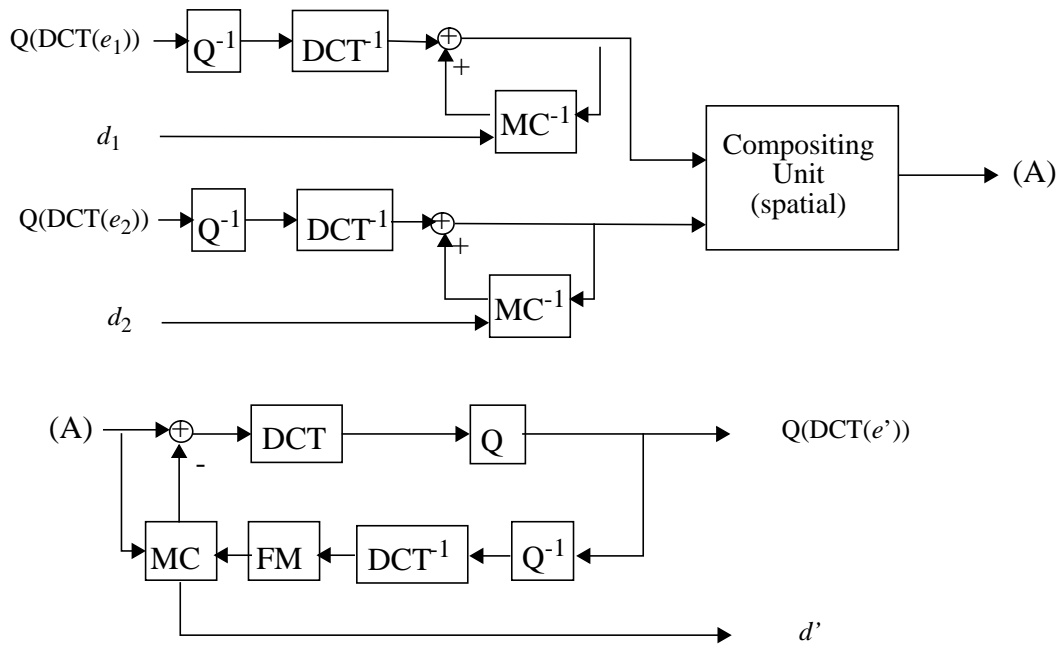 Q(DCT(e₁)) Q⁻¹ DCT⁻¹ +
+
MC⁻¹
d₁
Compositing
Unit
(spatial)
(A)
Q(DCT(e₂)) Q⁻¹ DCT⁻¹ +
+
MC⁻¹
d₂
(A) + DCT Q Q(DCT(e’))
-
MC FM DCT⁻¹ Q⁻¹
d’